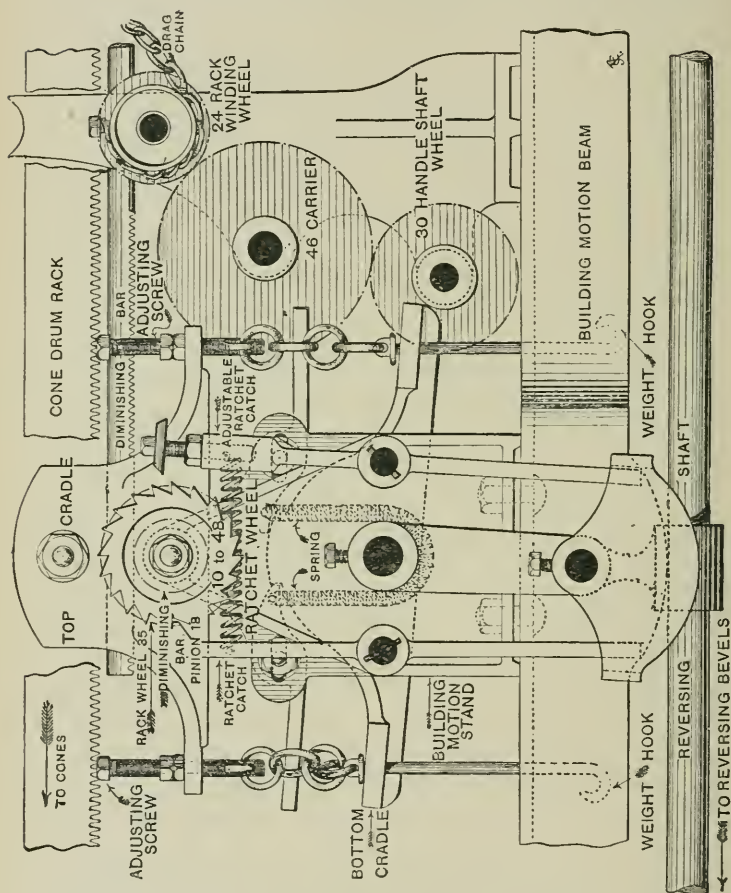 CONE DRUM RACK
DRAG
CHAIN
24 RACK
WINDING
WHEEL
46 CARRIER
30 HANDLE SHAFT
WHEEL
BUILDING MOTION BEAM
DIMINISHING
BAR
ADJUSTING
SCREW
ADJUSTABLE
RATCHET
CATCH
TOP
CRADLE
10 to 48
RATCHET WHEEL
SPRING
RACK WHEEL 35
DIMINISHING
BAR
PINION 18
RATCHET
CATCH
BUILDING
MOTION
STAND
TO CONES
ADJUSTING
SCREW
BOTTOM
CRADLE
WEIGHT HOOK
WEIGHT HOOK
REVERSING
SHAFT
TO REVERSING BEVELS